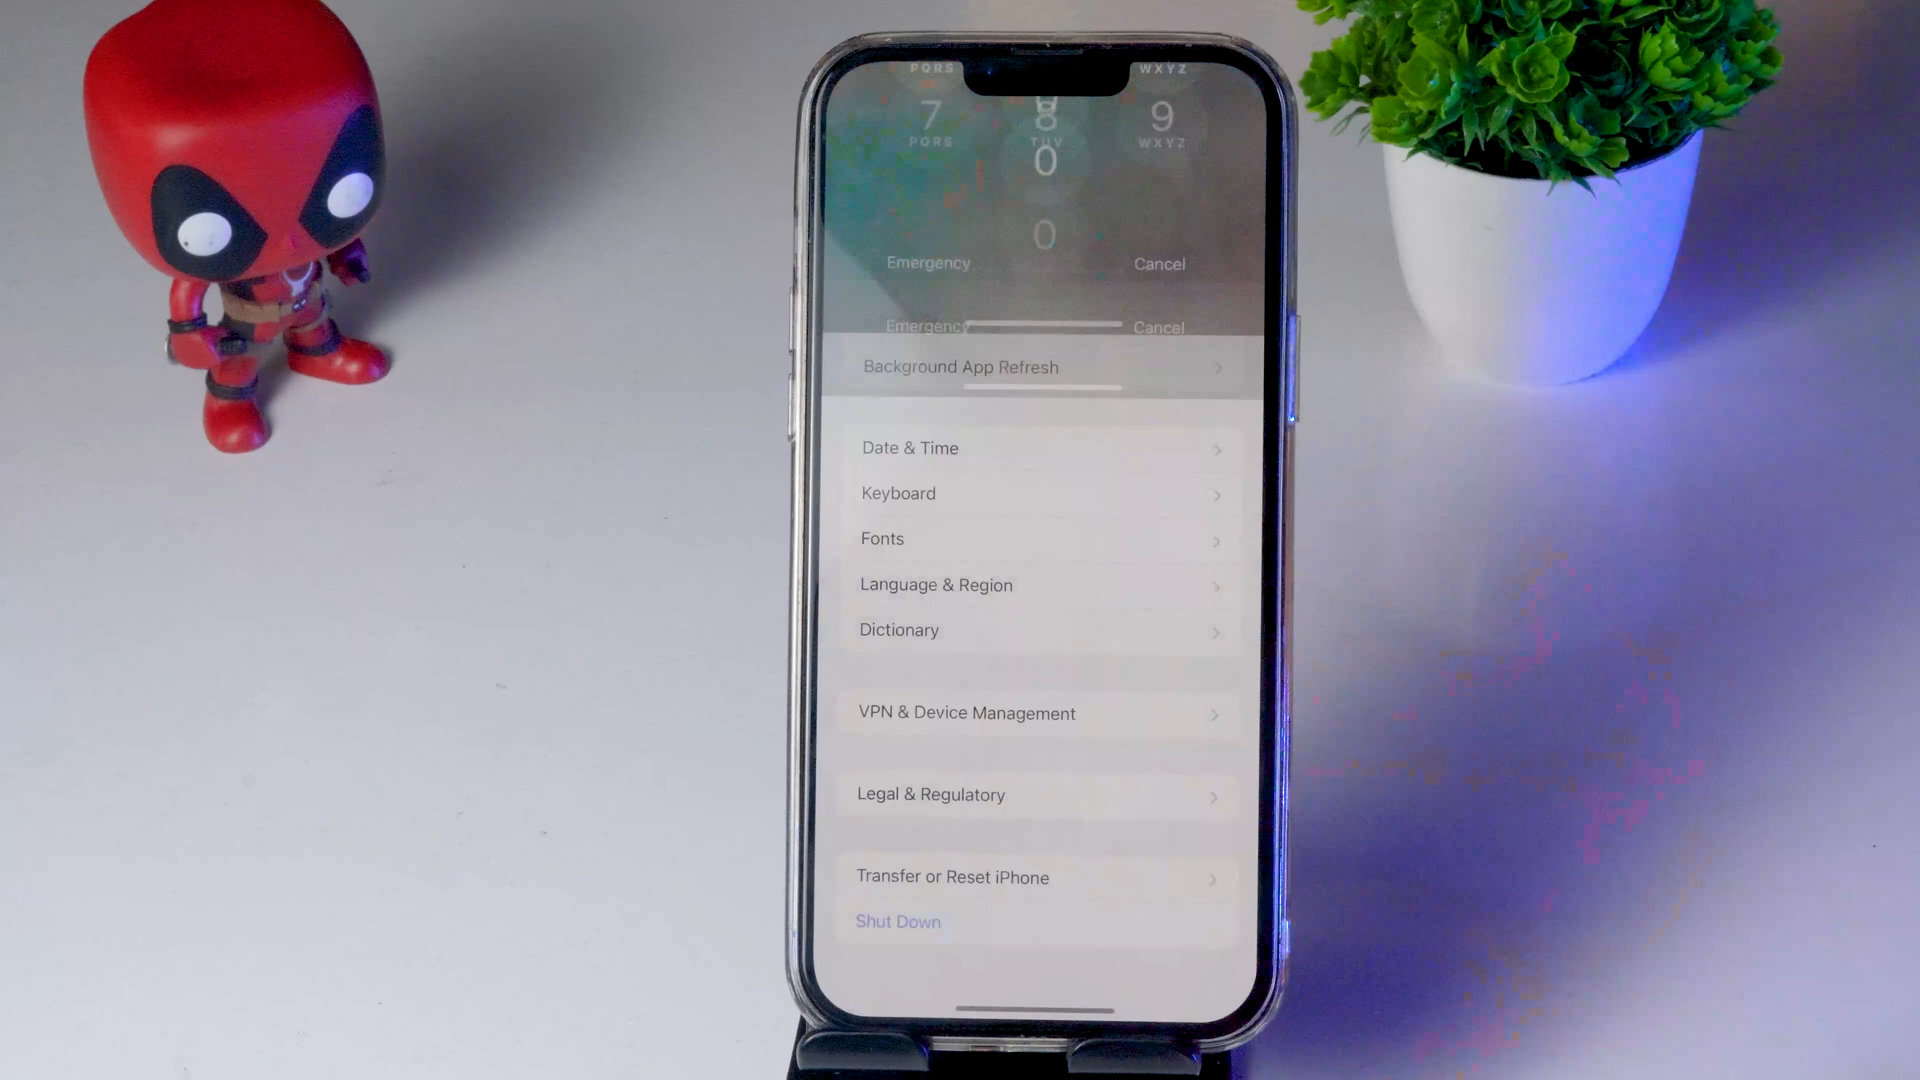 PQRS WXYZ
7 8 9
PQRS TUV WXYZ
0
0
Emergency Cancel
Emergency Cancel
Background App Refresh
Date & Time
Keyboard
Fonts
Language & Region
Dictionary
VPN & Device Management
Legal & Regulatory
Transfer or Reset iPhone
Shut Down